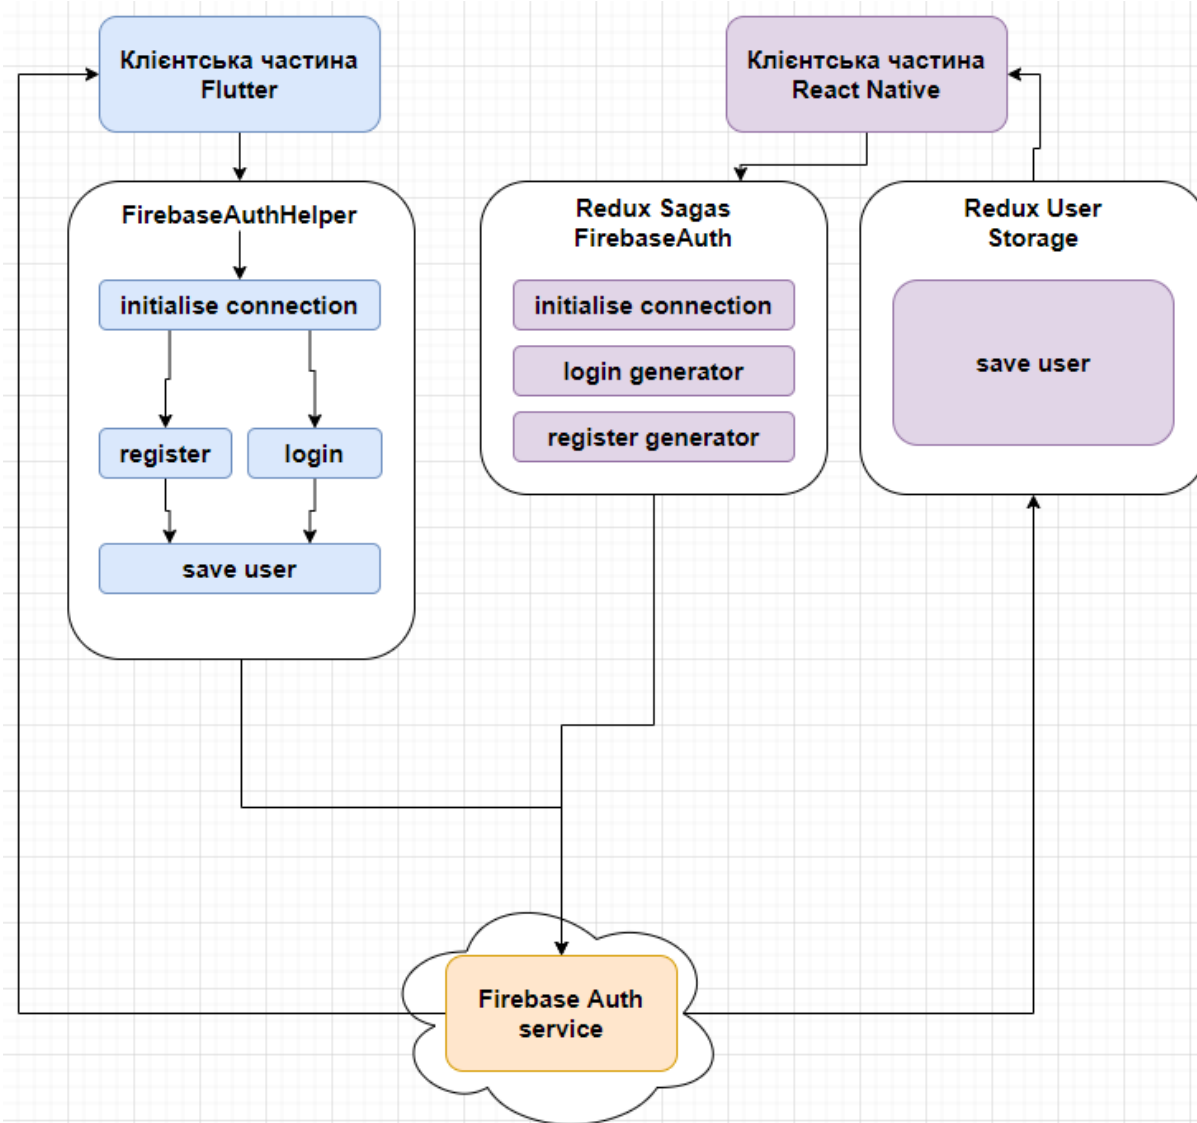 Клієнтська частина
Flutter
Клієнтська частина
React Native
FirebaseAuthHelper
initialise connection
register
login
save user
Redux Sagas
FirebaseAuth
initialise connection
login generator
register generator
Redux User
Storage
save user
Firebase Auth
service